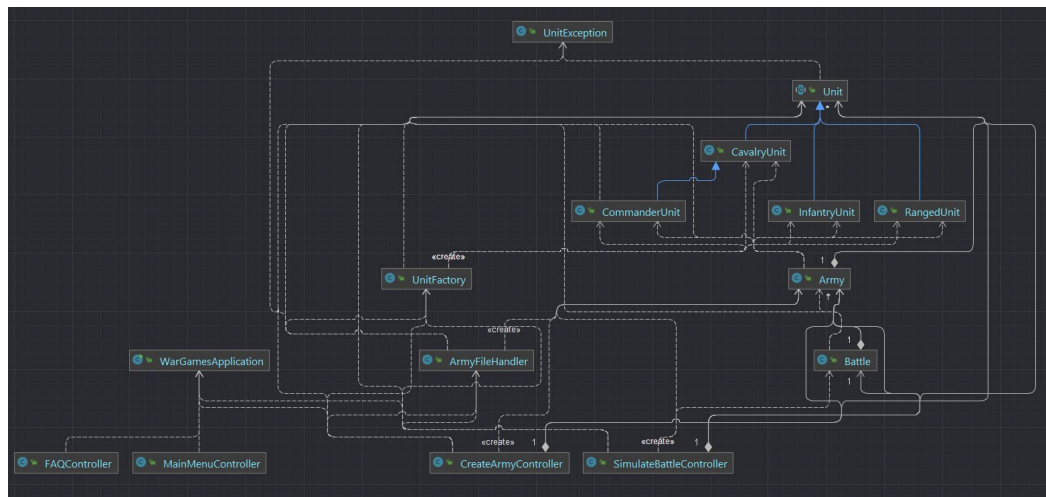 UnitException
Unit
*
CavalryUnit
CommanderUnit
InfantryUnit
RangedUnit
«create»
1
UnitFactory
Army
«create»
1
WarGamesApplication
ArmyFileHandler
Battle
1
«create»
1
«create»
1
FAQController
MainMenuController
CreateArmyController
SimulateBattleController